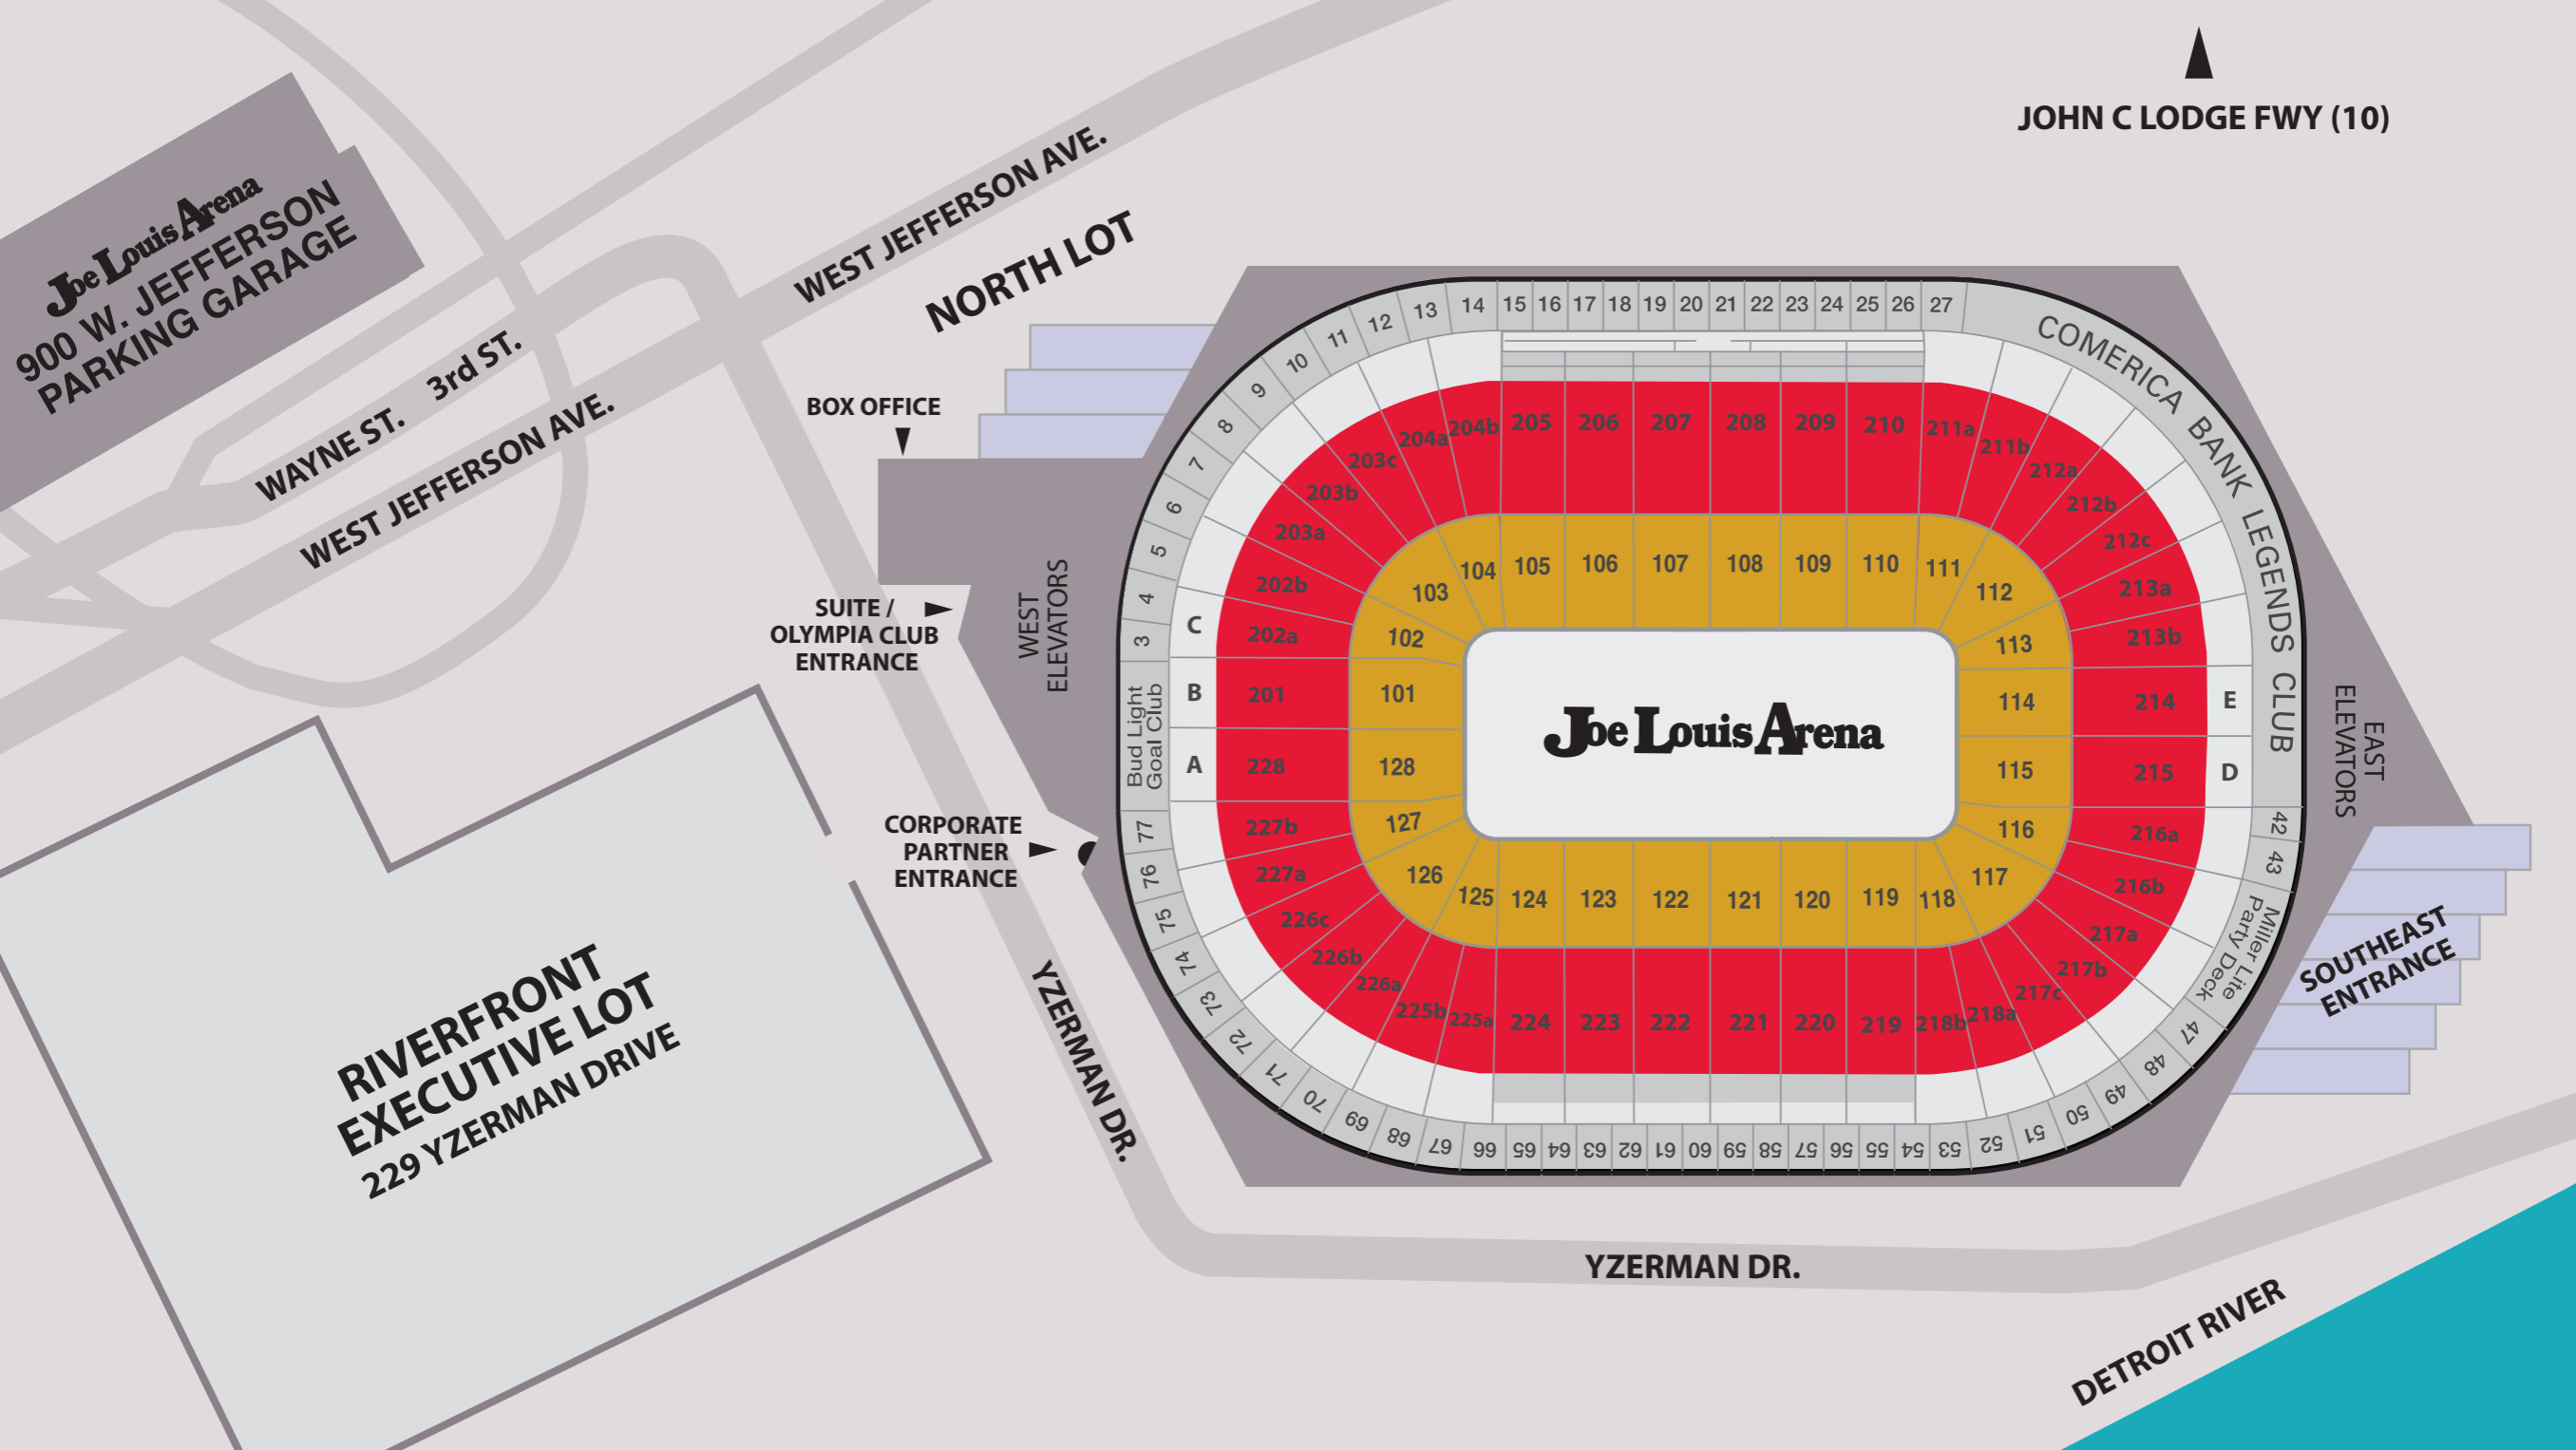 JOHN C LODGE FWY (10)
Joe Louis Arena
900 W. JEFFERSON
PARKING GARAGE
WAYNE ST.
3rd ST.
WEST JEFFERSON AVE.
WEST JEFFERSON AVE.
NORTH LOT
BOX OFFICE
SUITE /
OLYMPIA CLUB
ENTRANCE
CORPORATE
PARTNER
ENTRANCE
WEST
ELEVATORS
RIVERFRONT
EXECUTIVE LOT
229 YZERMAN DRIVE
YZERMAN DR.
YZERMAN DR.
DETROIT RIVER
EAST
ELEVATORS
SOUTHEAST
ENTRANCE
Bud Light
Goal Club
3
4
5
6
7
8
9
10
11
12
13
14
15
16
17
18
19
20
21
22
23
24
25
26
27
COMERICA BANK LEGENDS CLUB
42
43
Miller Lite
Party Deck
47
48
49
50
51
52
53
54
55
56
57
58
59
60
61
62
63
64
65
66
67
68
69
70
71
72
73
74
75
76
77
A
B
C
D
E
201
202a
202b
203a
203b
203c
204a
204b
205
206
207
208
209
210
211a
211b
212a
212b
212c
213a
213b
214
215
216a
216b
217a
217b
217c
218a
218b
219
220
221
222
223
224
225a
225b
226a
226b
226c
227a
227b
228
101
102
103
104
105
106
107
108
109
110
111
112
113
114
115
116
117
118
119
120
121
122
123
124
125
126
127
128
Joe Louis Arena